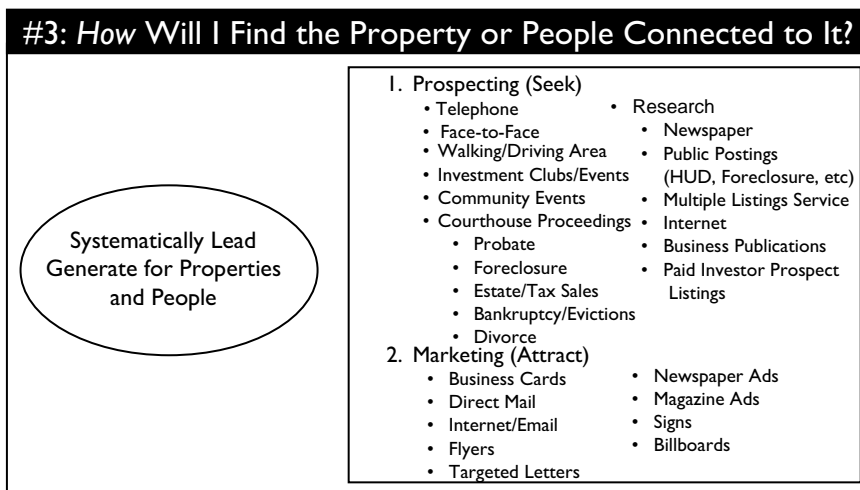 #3: How Will I Find the Property or People Connected to It?
Systematically Lead
Generate for Properties
and People
1. Prospecting (Seek)
• Telephone
• Face-to-Face
• Walking/Driving Area
• Investment Clubs/Events
• Community Events
• Courthouse Proceedings
• Probate
• Foreclosure
• Estate/Tax Sales
• Bankruptcy/Evictions
• Divorce
• Research
• Newspaper
• Public Postings
(HUD, Foreclosure, etc)
• Multiple Listings Service
• Internet
• Business Publications
• Paid Investor Prospect
Listings
2. Marketing (Attract)
• Business Cards
• Direct Mail
• Internet/Email
• Flyers
• Targeted Letters
• Newspaper Ads
• Magazine Ads
• Signs
• Billboards